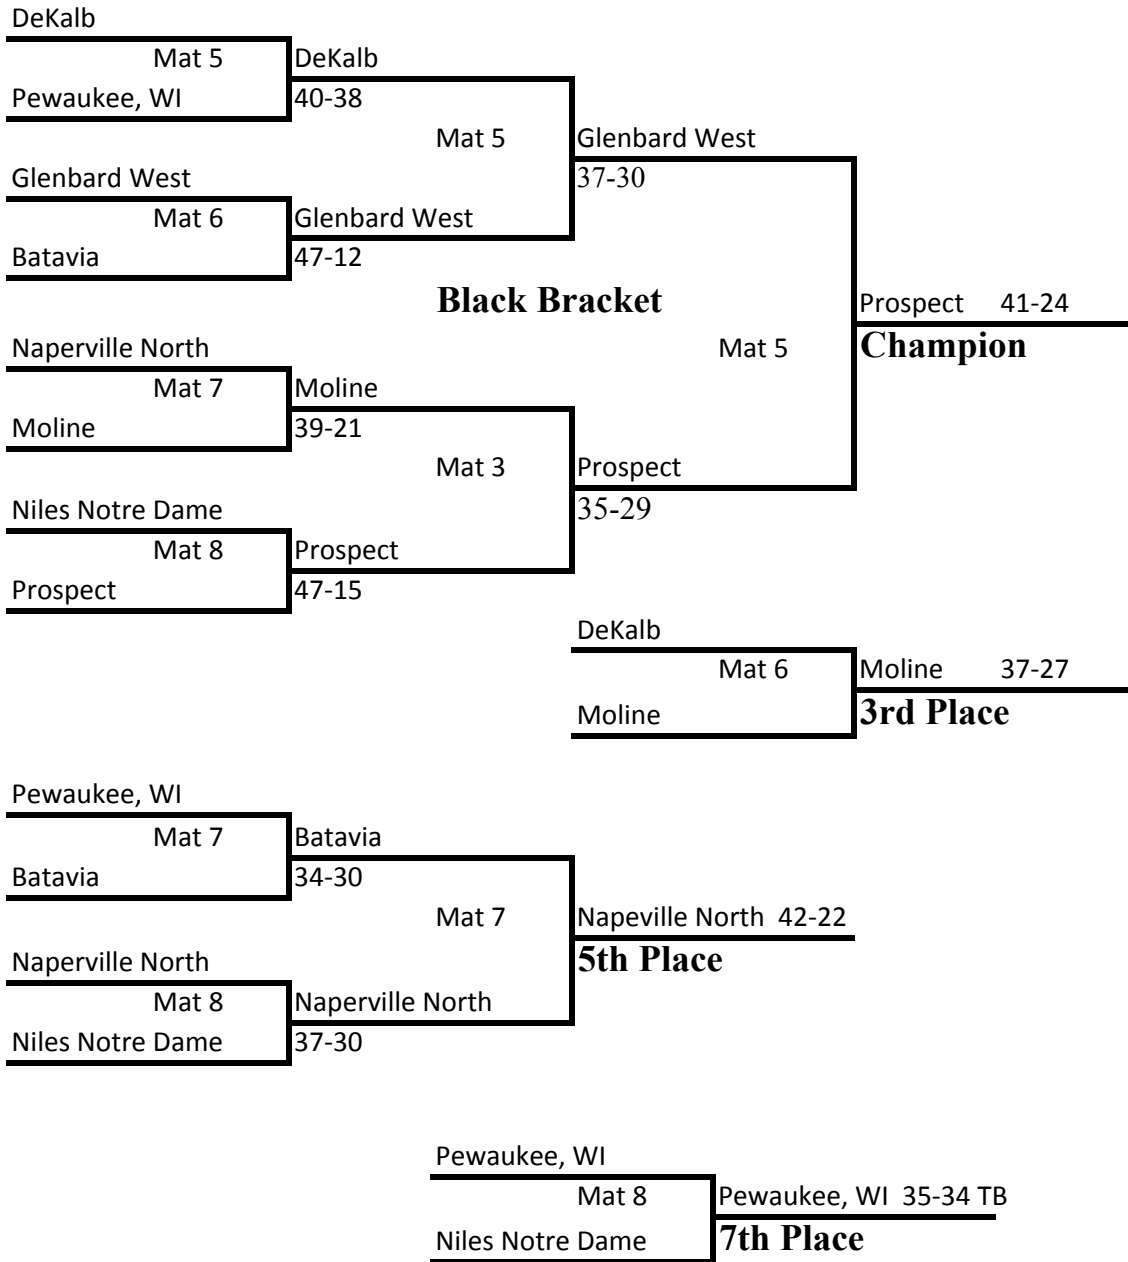 DeKalb
Mat 5 DeKalb
Pewaukee, WI 40-38
Mat 5 Glenbard West
Glenbard West 37-30
Mat 6 Glenbard West
Batavia 47-12
Black Bracket Prospect 41-24
Naperville North Mat 5 Champion
Mat 7 Moline
Moline 39-21
Mat 3 Prospect
Niles Notre Dame 35-29
Mat 8 Prospect
Prospect 47-15
DeKalb
Mat 6 Moline 37-27
Moline 3rd Place
Pewaukee, WI
Mat 7 Batavia
Batavia 34-30
Mat 7 Napeville North 42-22
Naperville North 5th Place
Mat 8 Naperville North
Niles Notre Dame 37-30
Pewaukee, WI
Mat 8 Pewaukee, WI 35-34 TB
Niles Notre Dame 7th Place